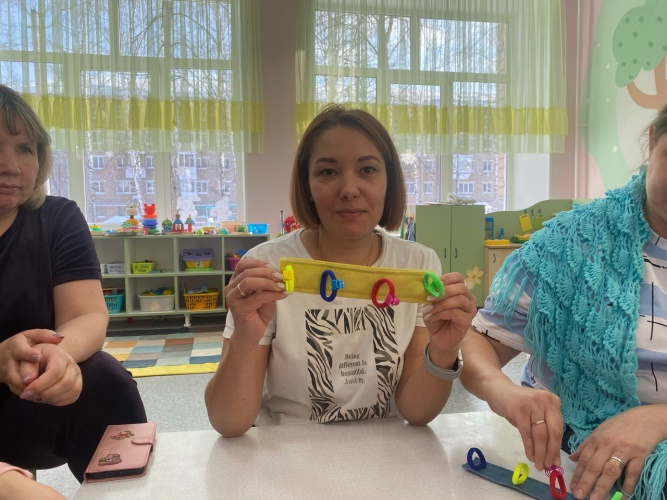 Being
different is
beautiful.
Just try.